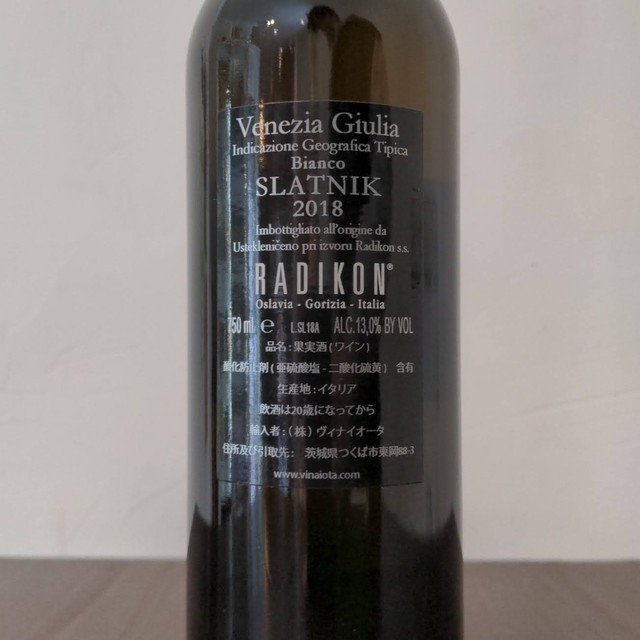 Venezia Giulia
Indicazione Geografica Tipica
Bianco
SLATNIK
2018
Imbottigliato all'origine da
Ustekleničeno pri izvoru Radikon s.s.
RADIKON®
Oslavia - Gorizia - Italia
750 ml ℮ L.SL18A ALC.13,0% BY VOL
品名：果実酒（ワイン）
酸化防止剤（亜硫酸塩 - 二酸化硫黄） 含有
生産地：イタリア
飲酒は20歳になってから
輸入者：（株）ヴィナイオータ
住所及び引取先： 茨城県つくば市東岡88-3
www.vinaiota.com